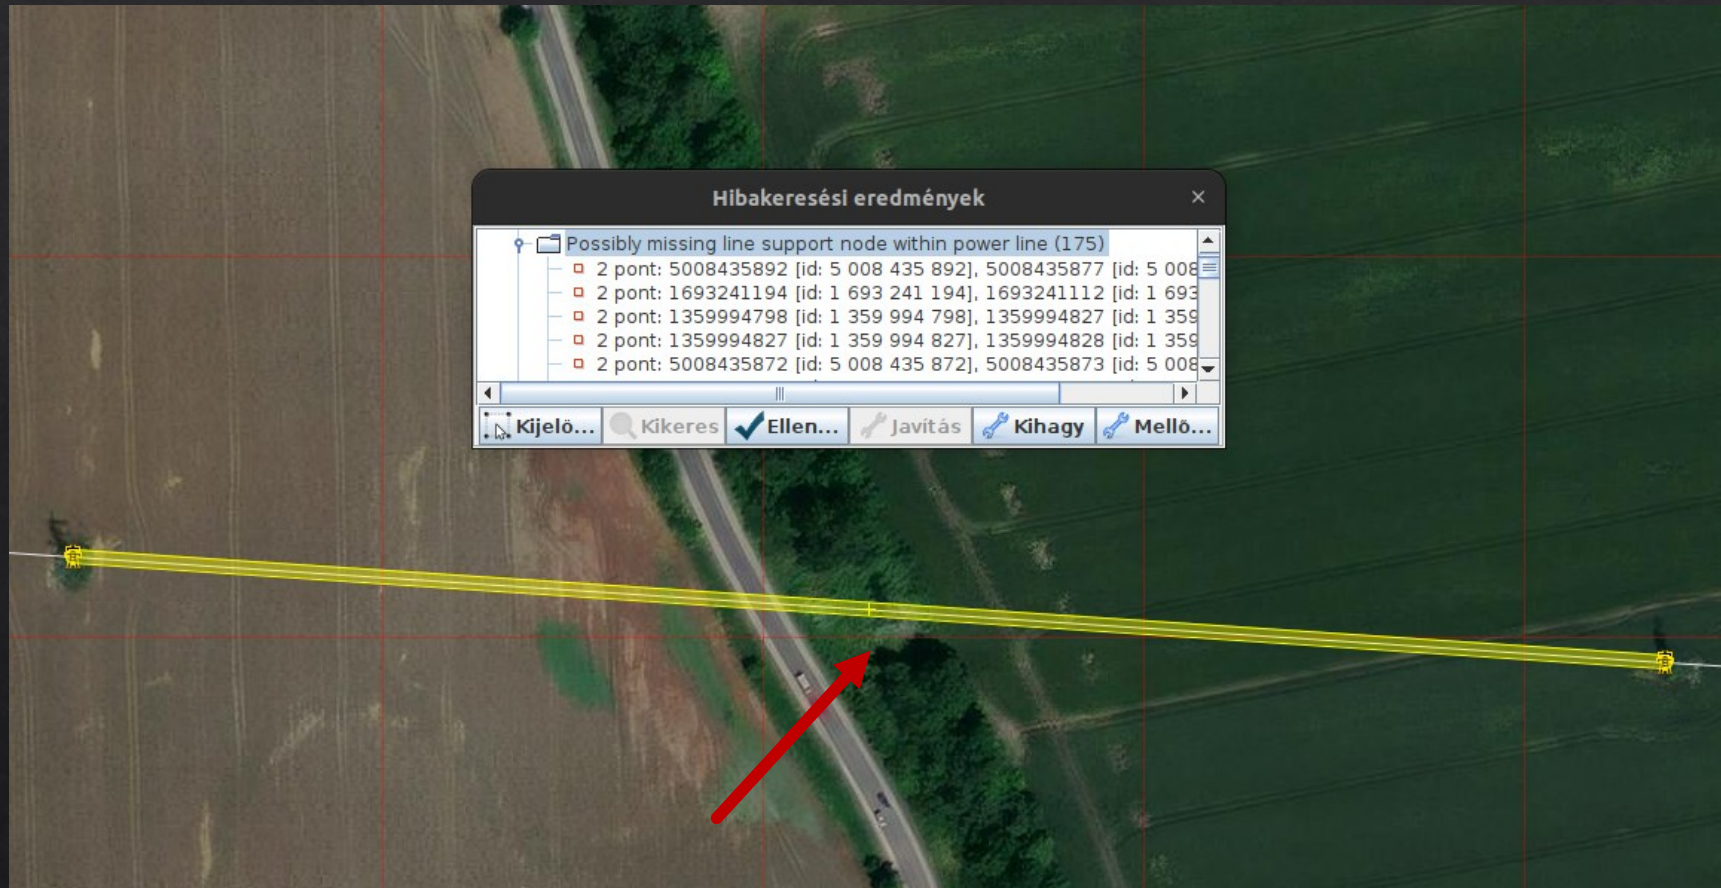 Hibakeresési eredmények
Possibly missing line support node within power line (175)
2 pont: 5008435892 [id: 5 008 435 892], 5008435877 [id: 5 008
2 pont: 1693241194 [id: 1 693 241 194], 1693241112 [id: 1 693
2 pont: 1359994798 [id: 1 359 994 798], 1359994827 [id: 1 359
2 pont: 1359994827 [id: 1 359 994 827], 1359994828 [id: 1 359
2 pont: 5008435872 [id: 5 008 435 872], 5008435873 [id: 5 008
Kijelö... Kikeres Ellen... Javítás Kihagy Mellő...